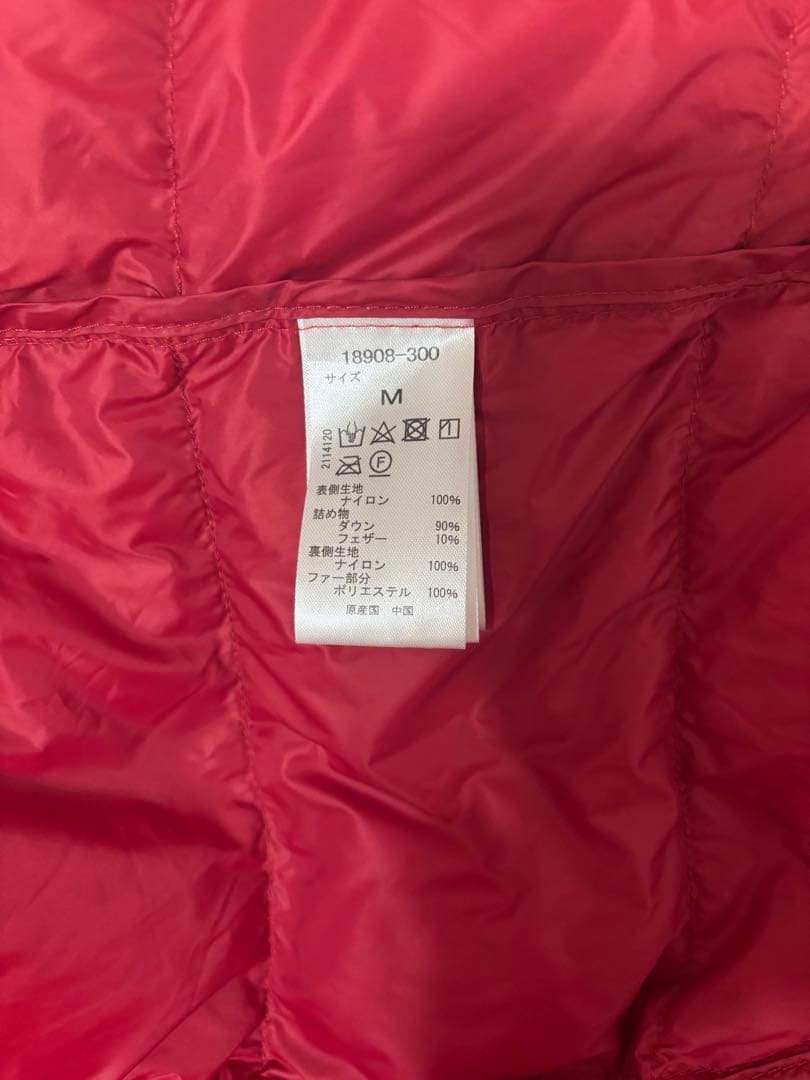 18908-300
サイズ
M
2114120
F
表側生地
ナイロン 100%
詰め物
ダウン 90%
フェザー 10%
裏側生地
ナイロン 100%
ファー部分
ポリエステル 100%
原産国 中国